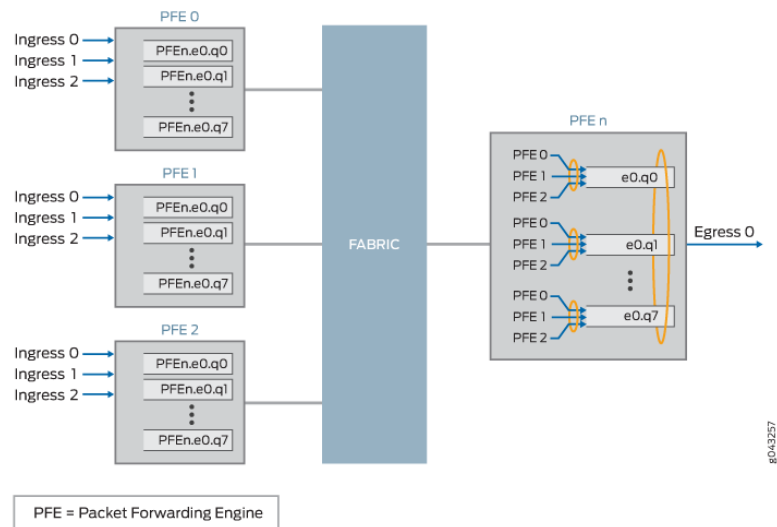 PFE 0
Ingress 0
Ingress 1
Ingress 2
PFEn.e0.q0
PFEn.e0.q1
PFEn.e0.q7
PFE 1
Ingress 0
Ingress 1
Ingress 2
PFEn.e0.q0
PFEn.e0.q1
PFEn.e0.q7
PFE 2
Ingress 0
Ingress 1
Ingress 2
PFEn.e0.q0
PFEn.e0.q1
PFEn.e0.q7
FABRIC
PFE n
PFE 0
PFE 1
PFE 2
e0.q0
PFE 0
PFE 1
PFE 2
e0.q1
PFE 0
PFE 1
PFE 2
e0.q7
Egress 0
g043257
PFE = Packet Forwarding Engine